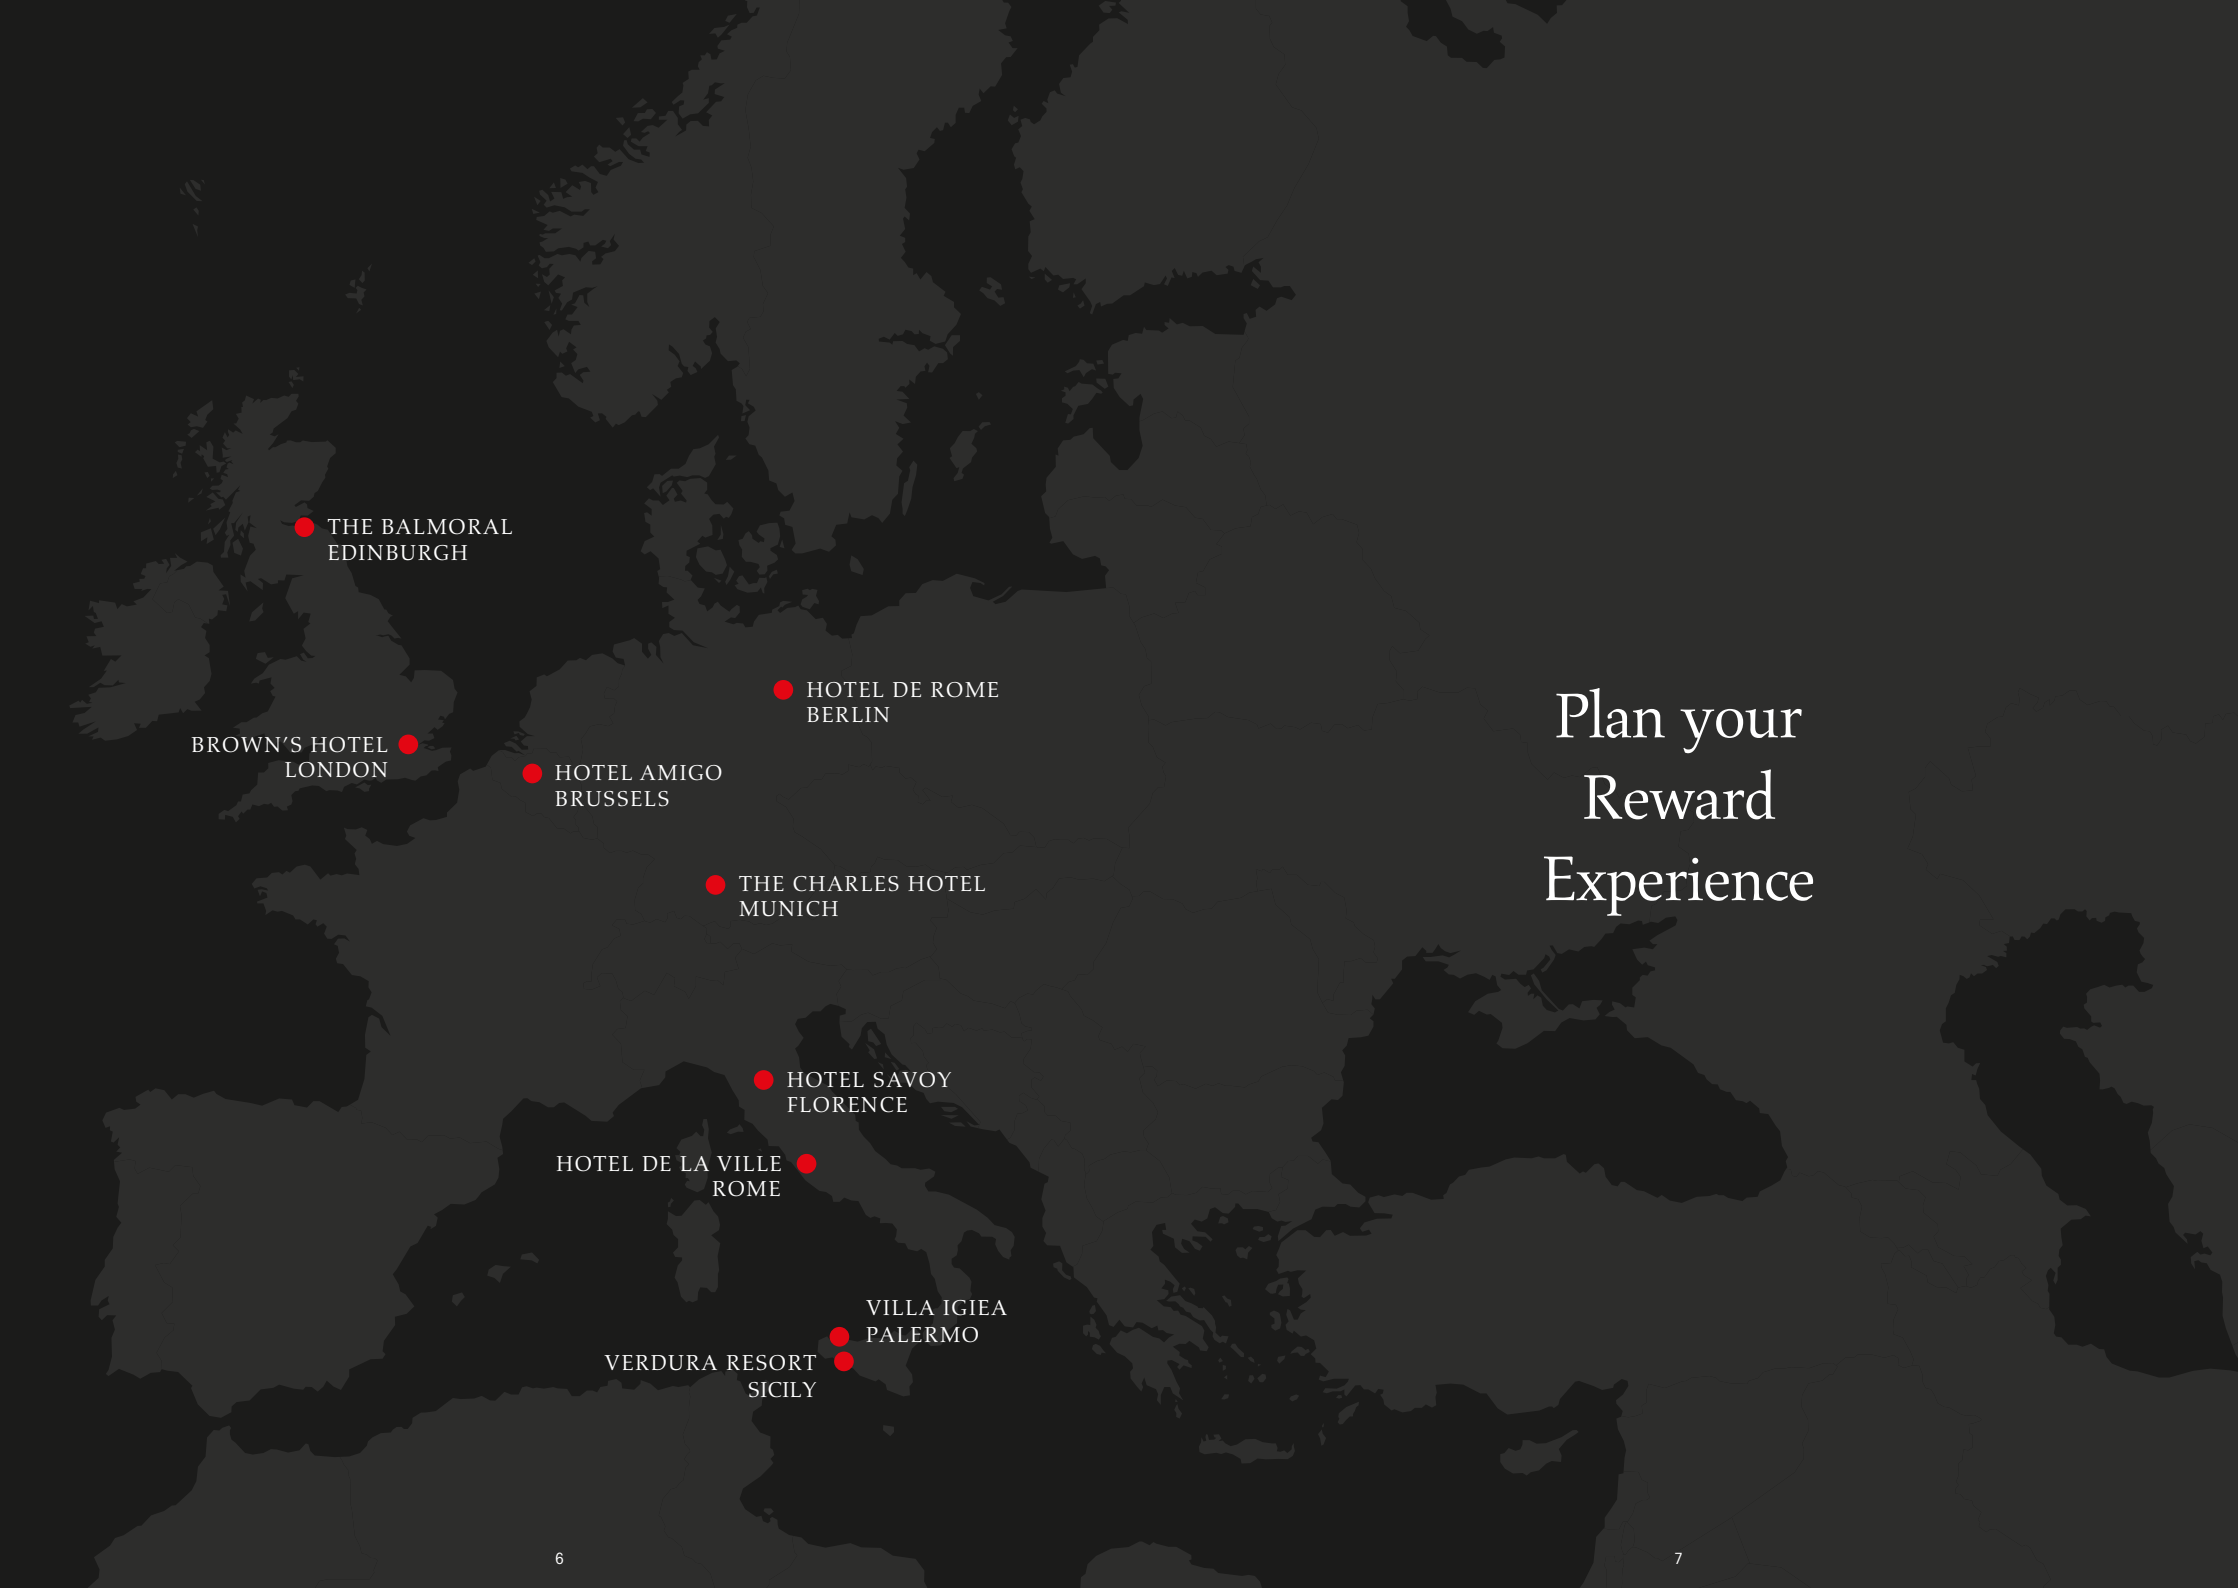 THE BALMORAL
EDINBURGH
HOTEL DE ROME
BERLIN
BROWN’S HOTEL
LONDON
HOTEL AMIGO
BRUSSELS
THE CHARLES HOTEL
MUNICH
HOTEL SAVOY
FLORENCE
HOTEL DE LA VILLE
ROME
VILLA IGIEA
PALERMO
VERDURA RESORT
SICILY
6
Plan your
Reward
Experience
7